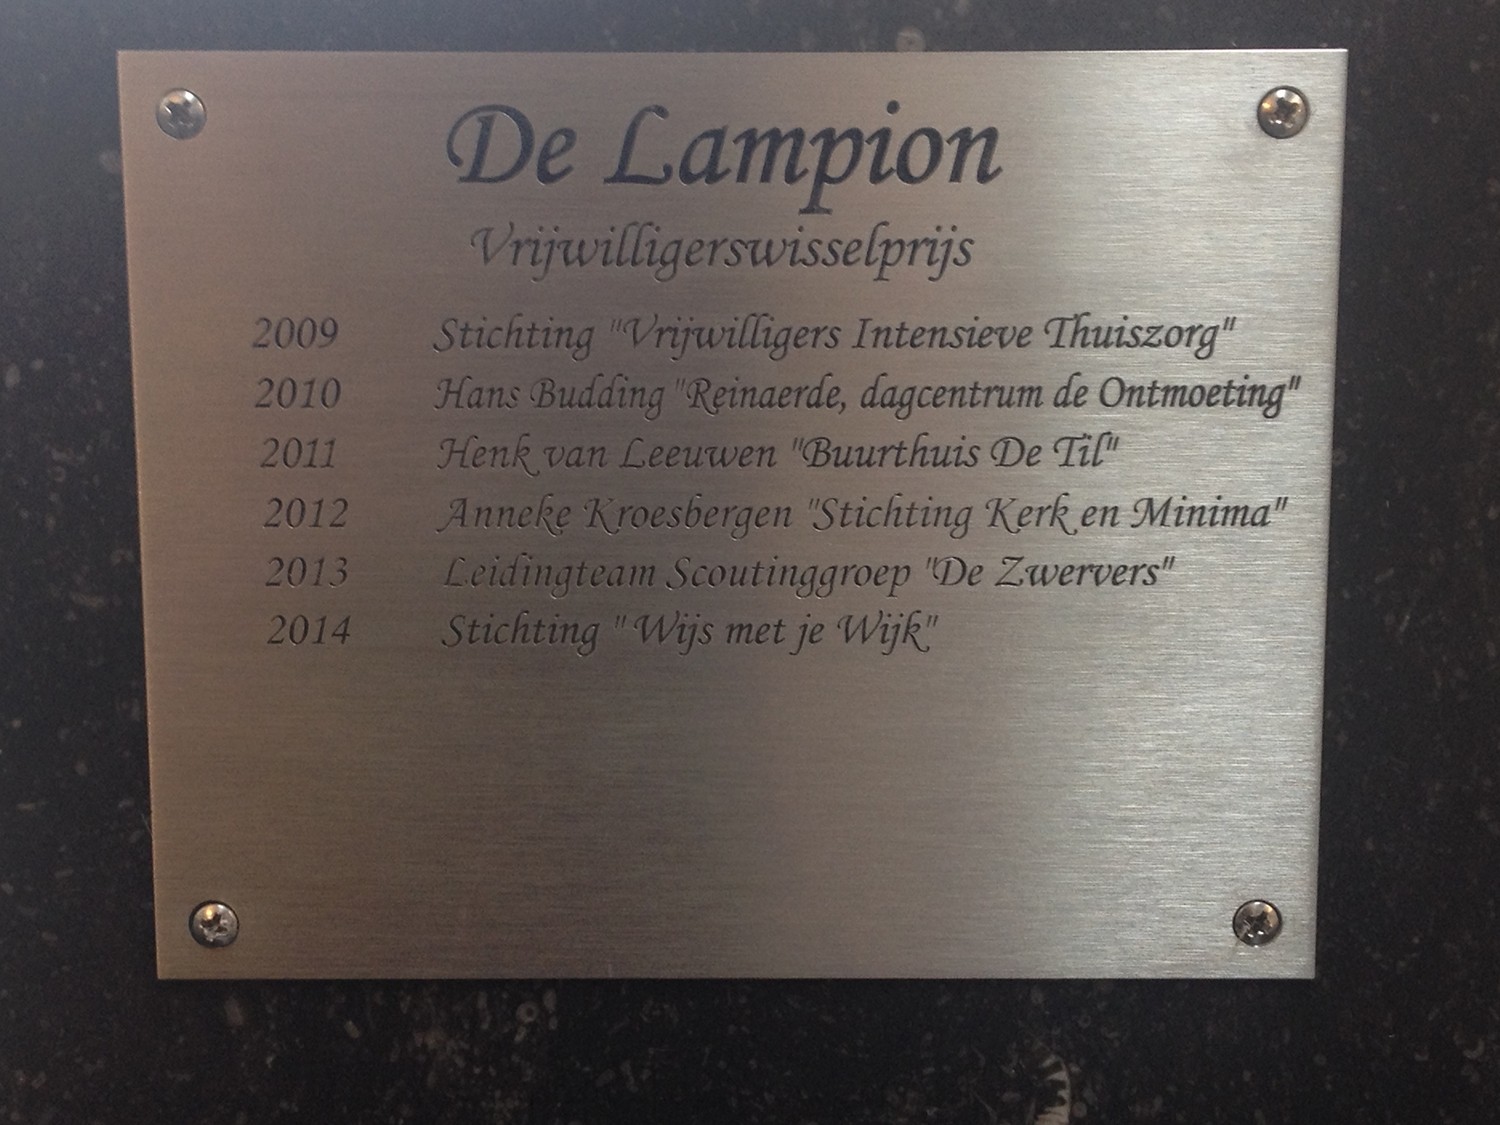 De Lampion
Vrijwilligerswisselprijs
2009 Stichting "Vrijwilligers Intensieve Thuiszorg"
2010 Hans Budding "Reinaerde, dagcentrum de Ontmoeting"
2011 Henk van Leeuwen "Buurthuis De Til"
2012 Anneke Kroesbergen "Stichting Kerk en Minima"
2013 Leidingteam Scoutinggroep "De Zwervers"
2014 Stichting " Wijs met je Wijk"